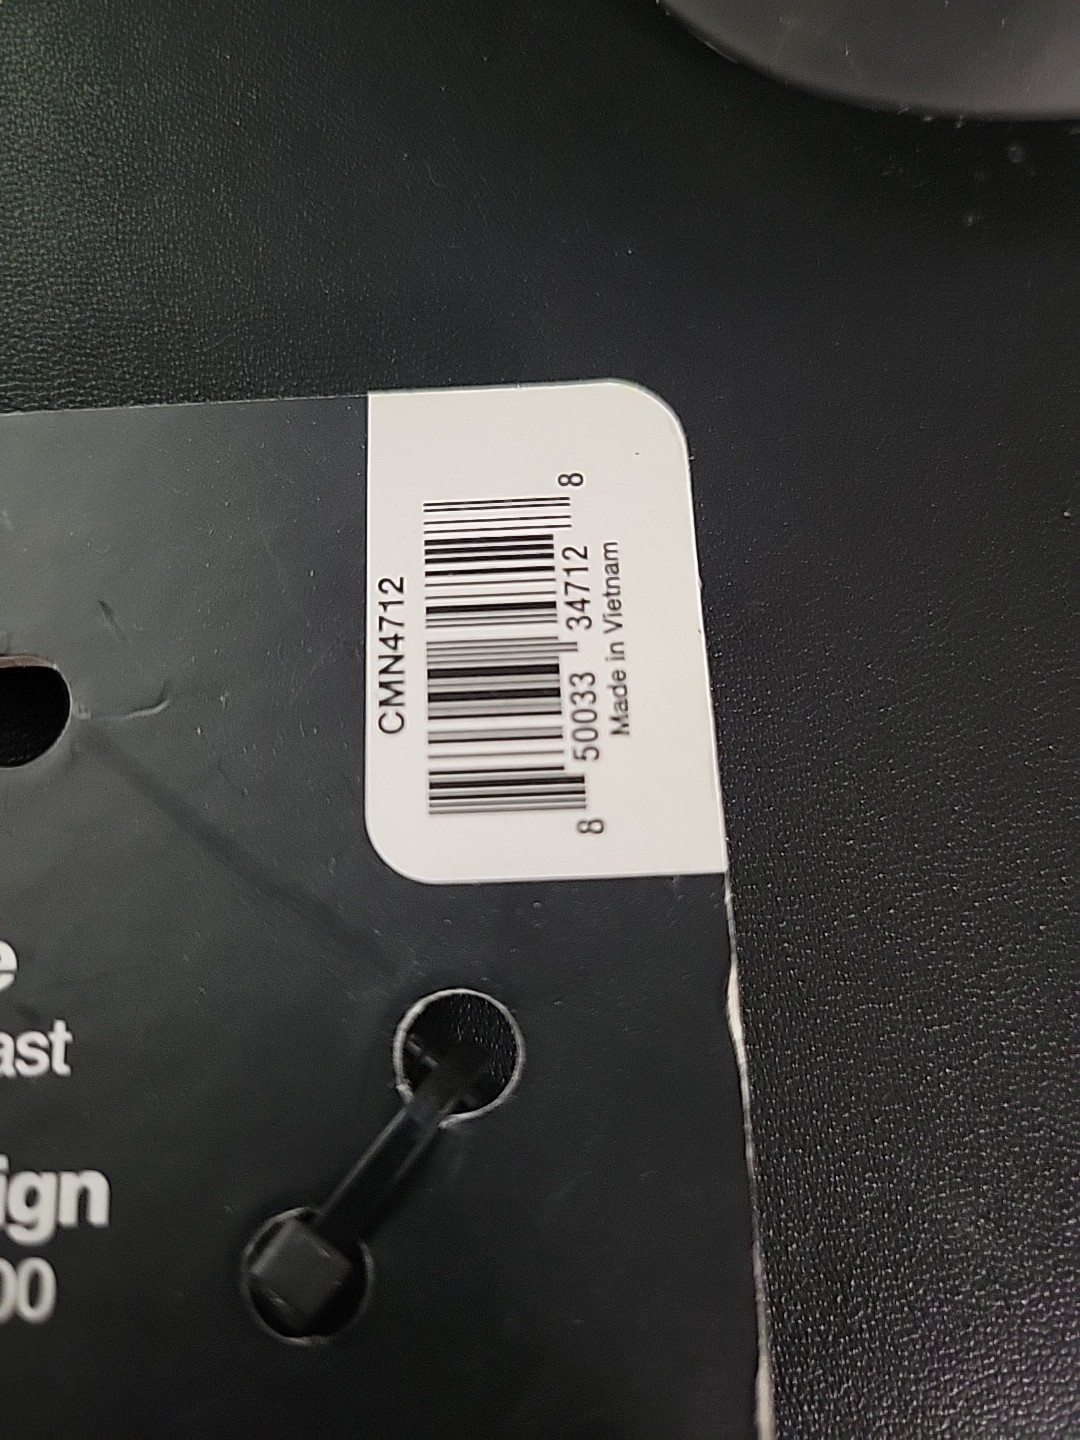 CMN4712
8 50033 34712 8
Made in Vietnam
e
ast
ign
00